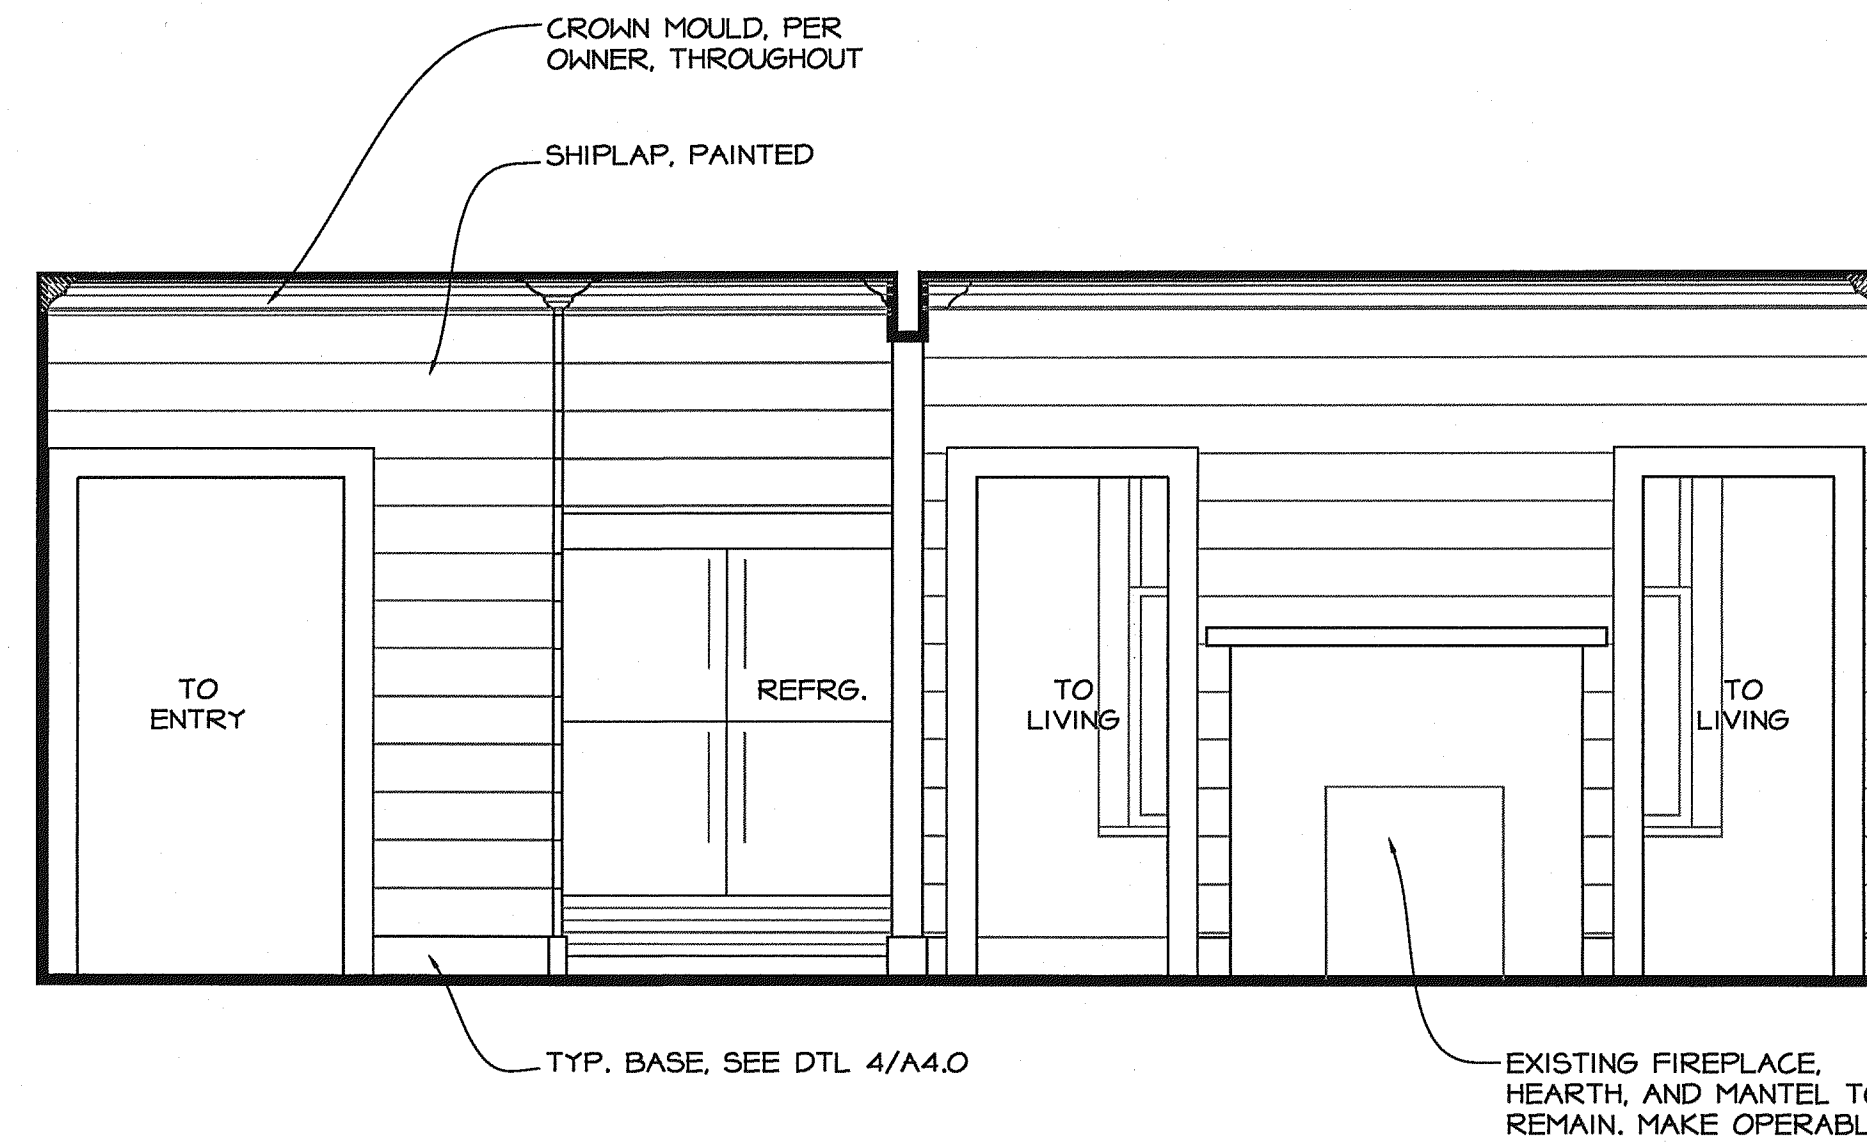 CROWN MOULD, PER
OWNER, THROUGHOUT
SHIPLAP, PAINTED
TO
ENTRY
REFRG.
TO
LIVING
TO
LIVING
TYP. BASE, SEE DTL 4/A4.0
EXISTING FIREPLACE,
HEARTH, AND MANTEL
REMAIN. MAKE